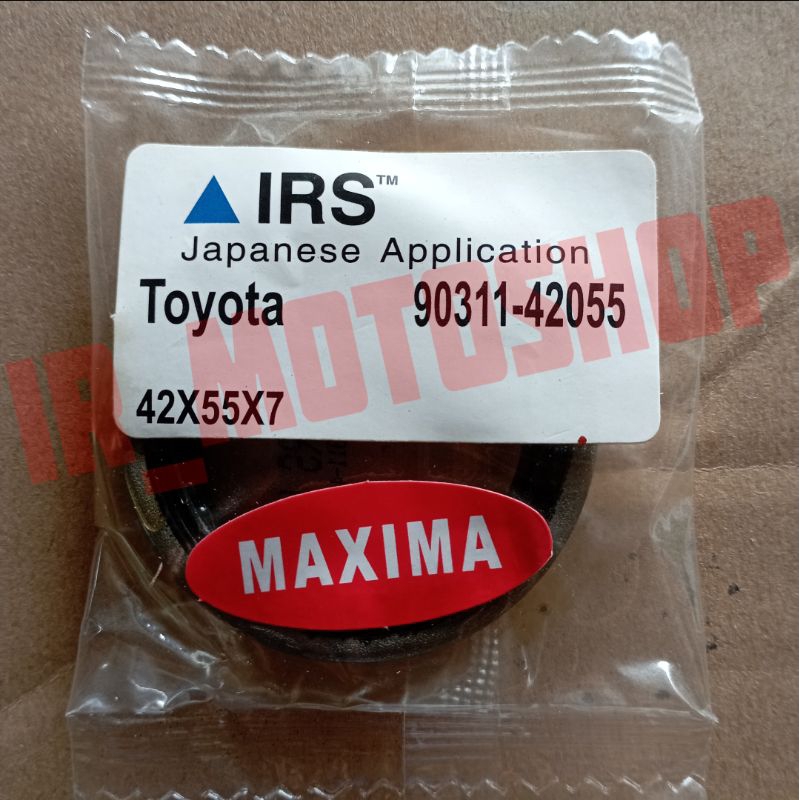 IRS™
Japanese Application
Toyota 90311-42055
42X55X7
IR_MOTOSHOP
MAXIMA